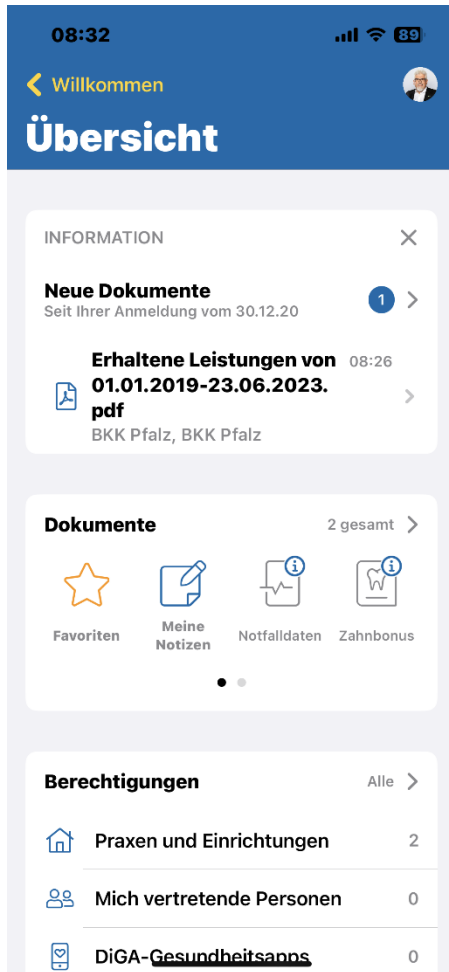 08:32
89
Willkommen
Übersicht
INFORMATION
Neue Dokumente
1
Seit Ihrer Anmeldung vom 30.12.20
Erhaltene Leistungen von
08:26
01.01.2019-23.06.2023.
pdf
BKK Pfalz, BKK Pfalz
Dokumente
2 gesamt
Favoriten
Meine
Notizen
Notfalldaten
Zahnbonus
Berechtigungen
Alle
Praxen und Einrichtungen
2
Mich vertretende Personen
0
DiGA-Gesundheitsapps
0